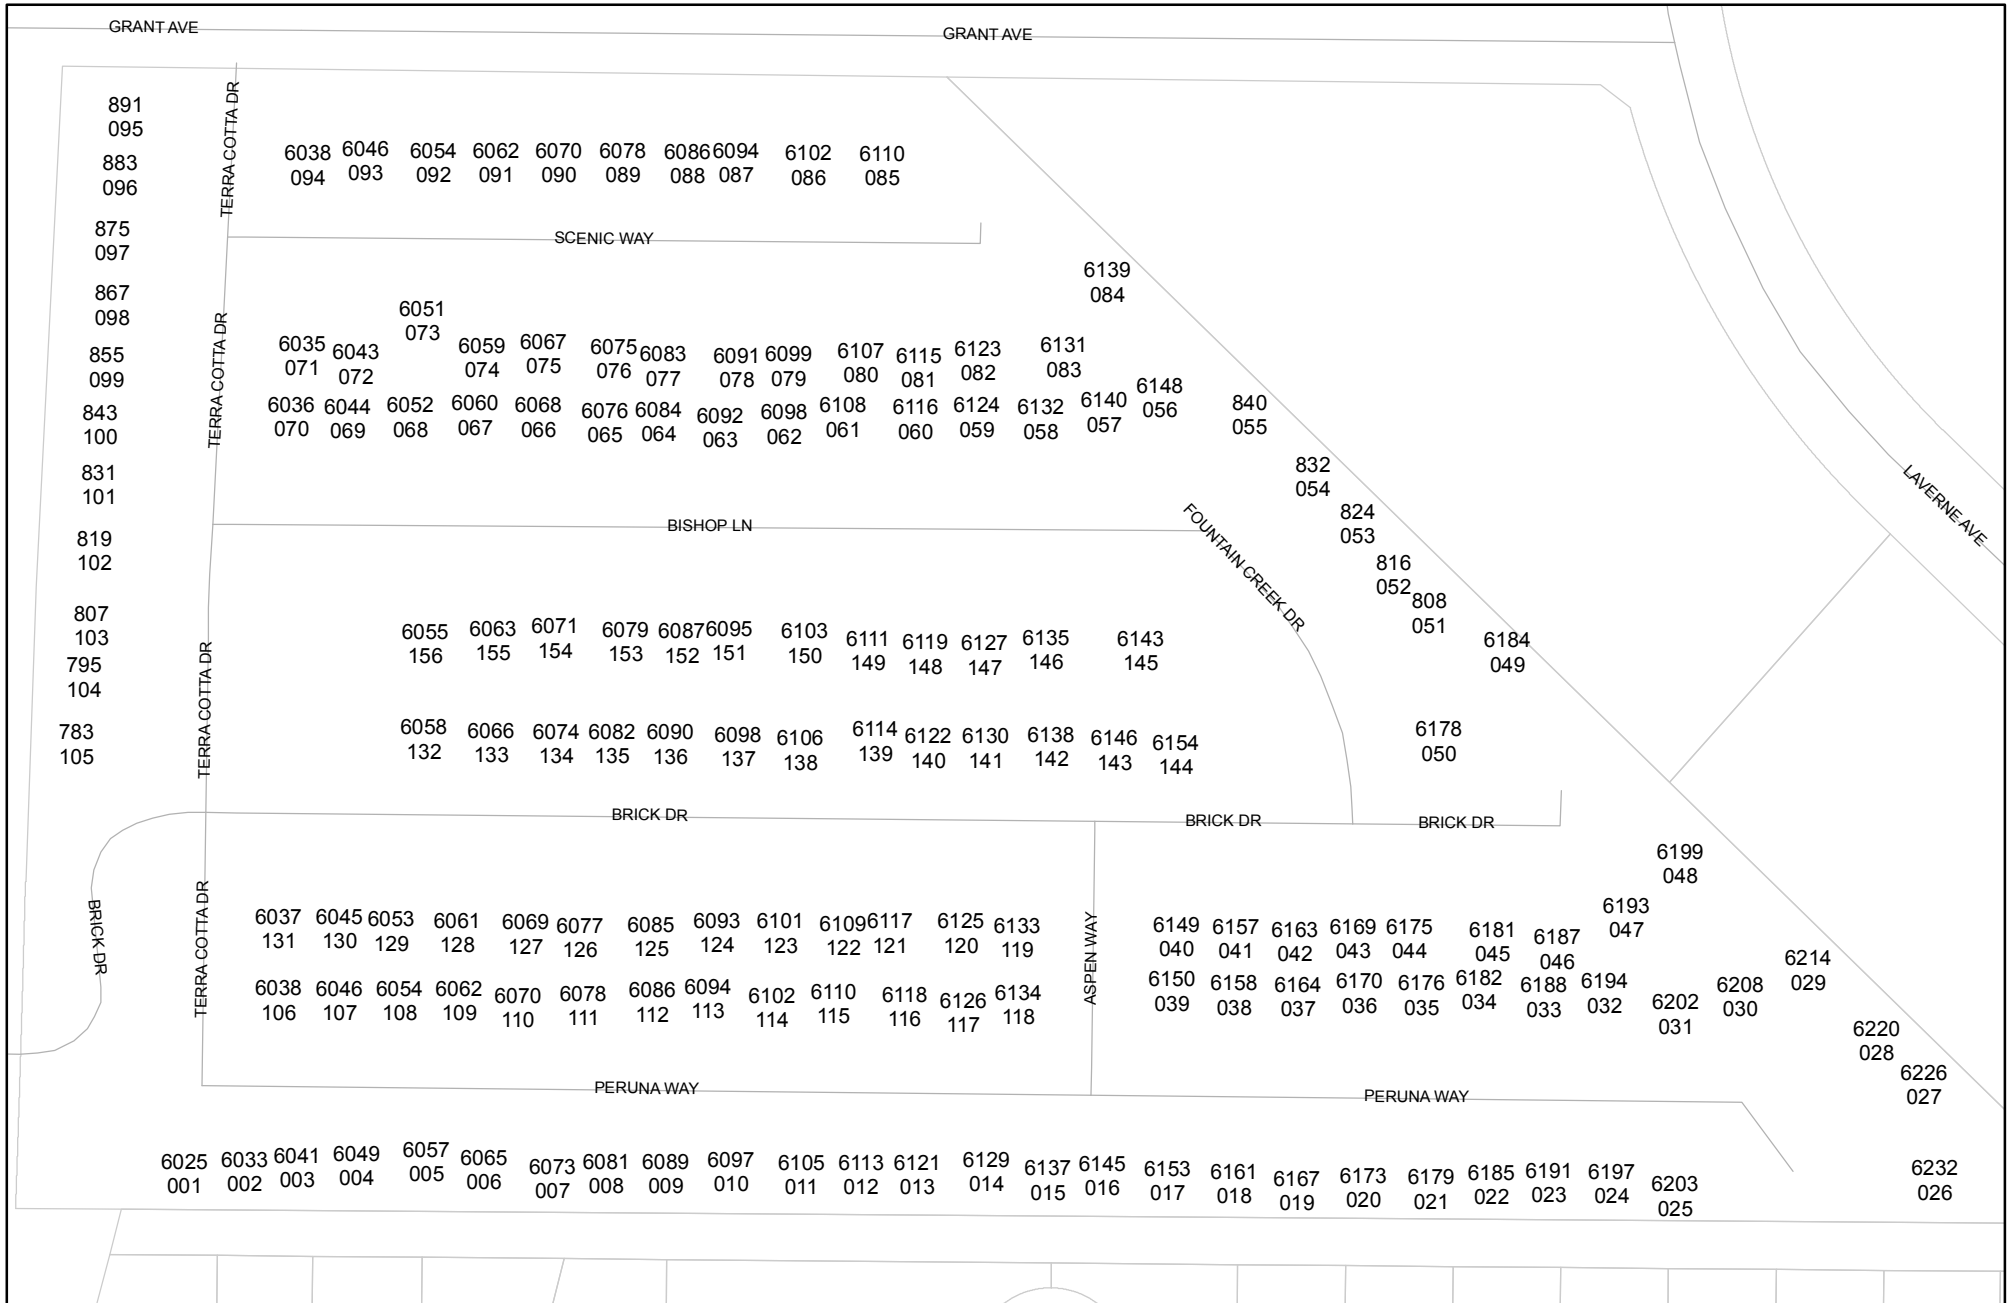 GRANT AVE
GRANT AVE
TERRA COTTA DR
891
095
883
096
875
097
867
098
855
099
843
100
831
101
819
102
807
103
795
104
783
105
6038 6046 6054 6062 6070 6078 6086 6094 6102 6110
094 093 092 091 090 089 088 087 086 085
SCENIC WAY
6139
084
TERRA COTTA DR
6035 6043 6051 6059 6067 6075 6083 6091 6099 6107 6115 6123 6131
071 072 073 074 075 076 077 078 079 080 081 082 083
6036 6044 6052 6060 6068 6076 6084 6092 6098 6108 6116 6124 6132 6140 6148
070 069 068 067 066 065 064 063 062 061 060 059 058 057 056
840
055
832
054
824
053
816
052
808
051
6184
049
6178
050
LAVERNE AVE
BISHOP LN
FOUNTAIN CREEK DR
TERRA COTTA DR
6055 6063 6071 6079 6087 6095 6103 6111 6119 6127 6135 6143
156 155 154 153 152 151 150 149 148 147 146 145
6058 6066 6074 6082 6090 6098 6106 6114 6122 6130 6138 6146 6154
132 133 134 135 136 137 138 139 140 141 142 143 144
BRICK DR
BRICK DR
BRICK DR
BRICK DR
TERRA COTTA DR
ASPEN WAY
6037 6045 6053 6061 6069 6077 6085 6093 6101 6109 6117 6125 6133
131 130 129 128 127 126 125 124 123 122 121 120 119
6038 6046 6054 6062 6070 6078 6086 6094 6102 6110 6118 6126 6134
106 107 108 109 110 111 112 113 114 115 116 117 118
6149 6157 6163 6169 6175 6181 6187 6193 6199
040 041 042 043 044 045 046 047 048
6150 6158 6164 6170 6176 6182 6188 6194 6202 6208 6214
039 038 037 036 035 034 033 032 031 030 029
6220
028
6226
027
PERUNA WAY
PERUNA WAY
6025 6033 6041 6049 6057 6065 6073 6081 6089 6097 6105 6113 6121 6129 6137 6145 6153 6161 6167 6173 6179 6185 6191 6197 6203 6232
001 002 003 004 005 006 007 008 009 010 011 012 013 014 015 016 017 018 019 020 021 022 023 024 025 026